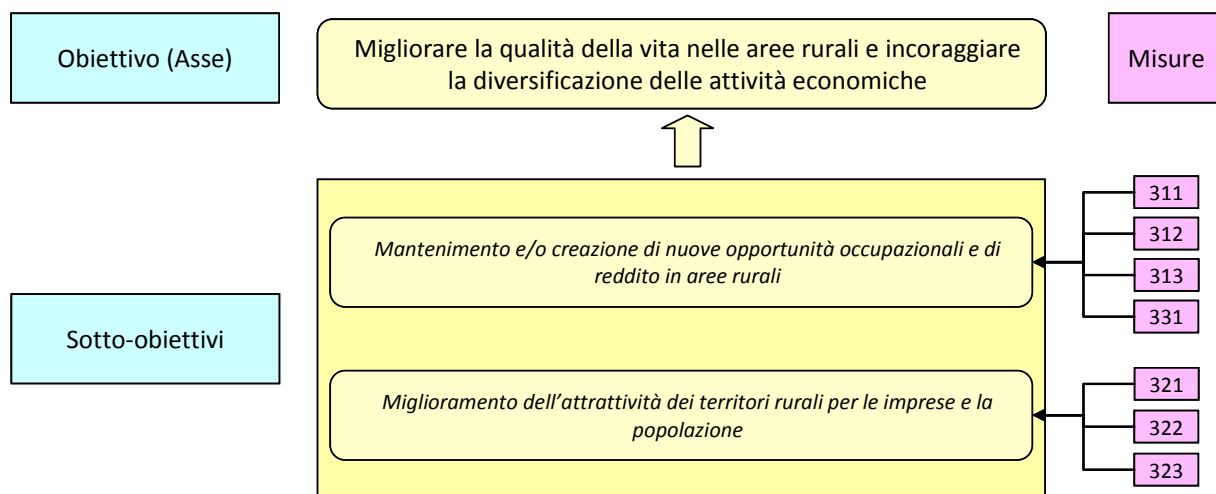 Obiettivo (Asse)
Migliorare la qualità della vita nelle aree rurali e incoraggiare
la diversificazione delle attività economiche
Misure
Sotto-obiettivi
Mantenimento e/o creazione di nuove opportunità occupazionali e di
reddito in aree rurali
311
312
313
331
Miglioramento dell’attrattività dei territori rurali per le imprese e la
popolazione
321
322
323